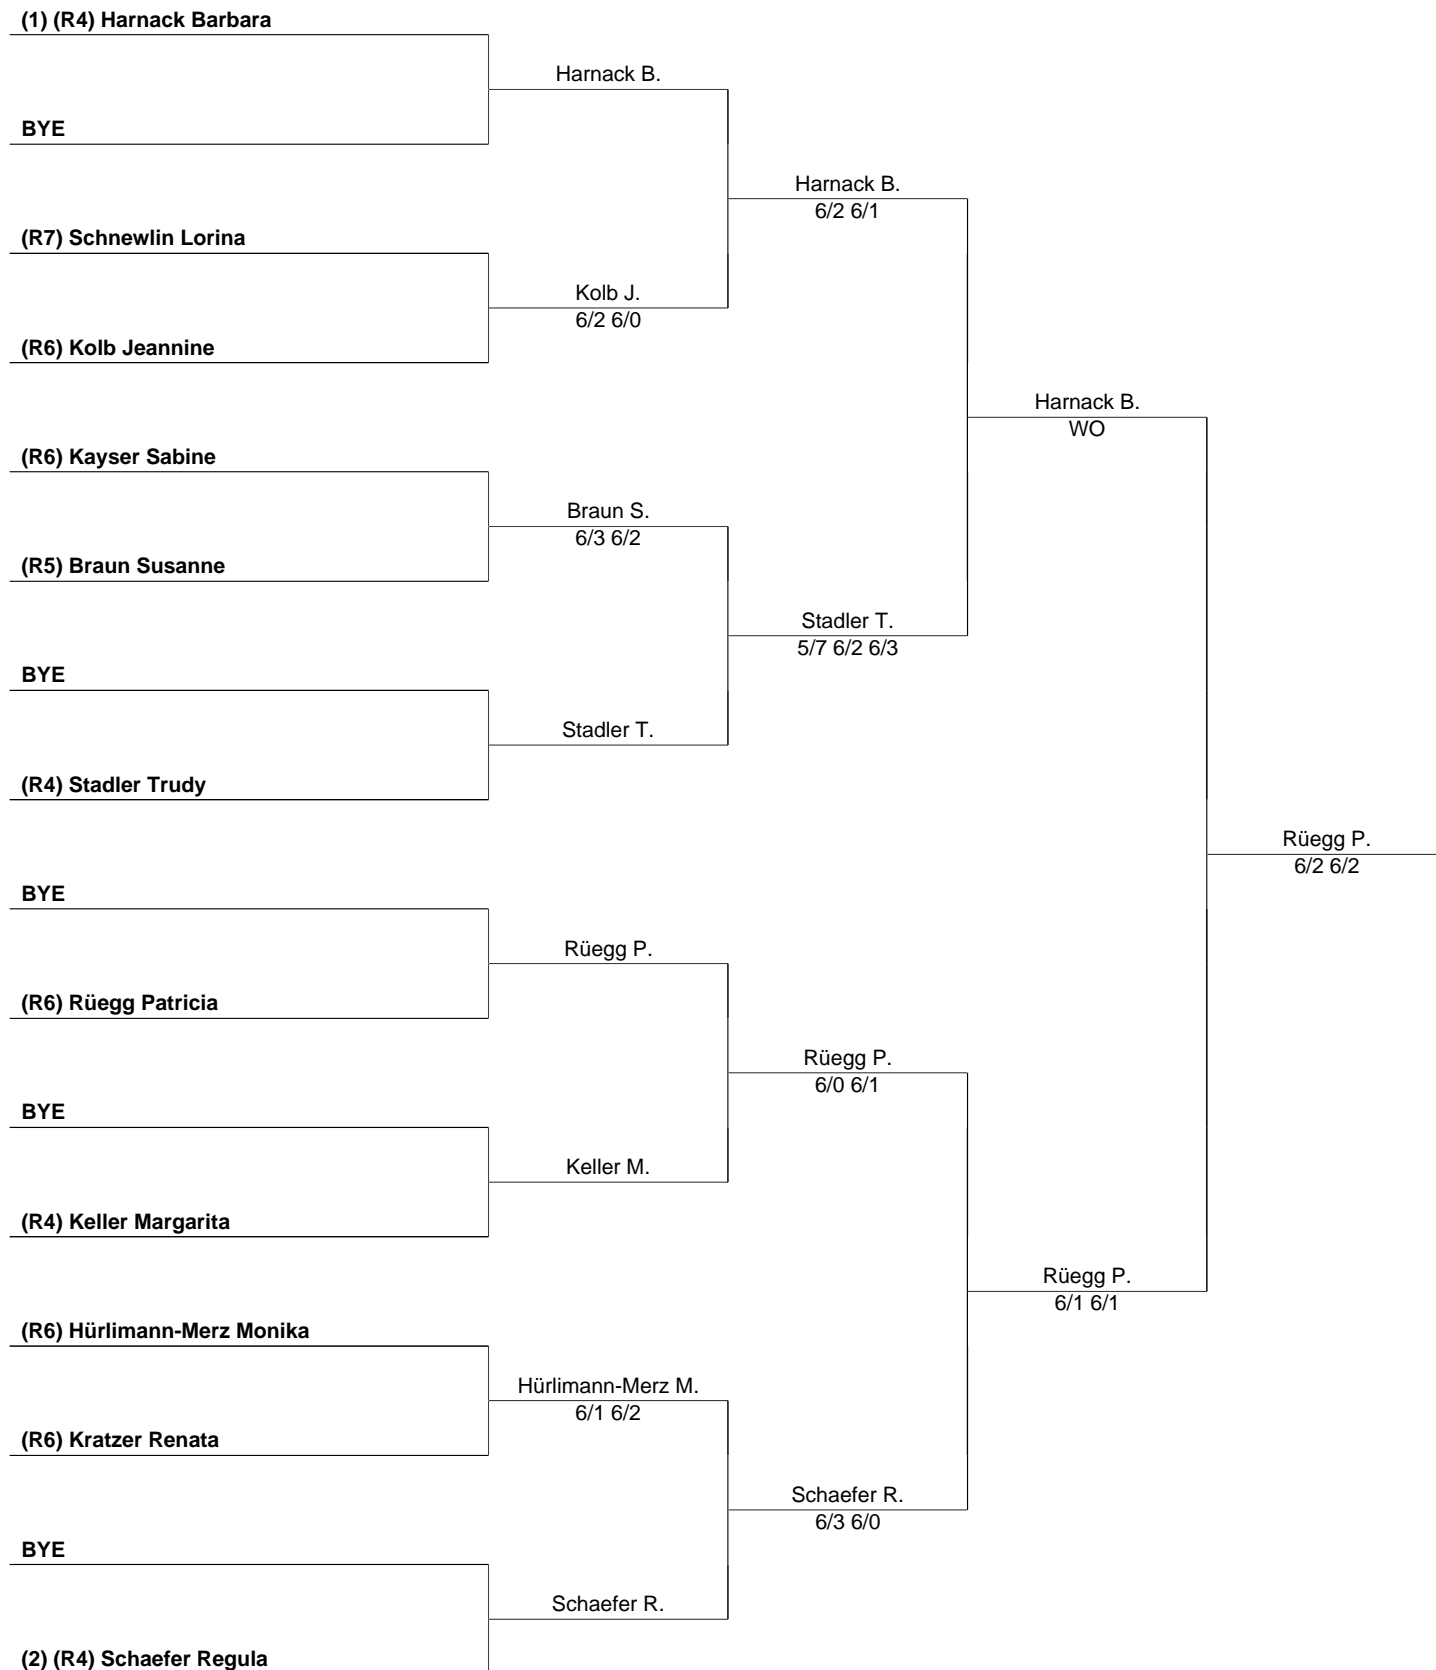 (1) (R4) Harnack Barbara
Harnack B.
BYE
Harnack B.
6/2 6/1
(R7) Schnewlin Lorina
Kolb J.
6/2 6/0
(R6) Kolb Jeannine
Harnack B.
WO
(R6) Kayser Sabine
Braun S.
6/3 6/2
(R5) Braun Susanne
Stadler T.
5/7 6/2 6/3
BYE
Stadler T.
(R4) Stadler Trudy
Rüegg P.
6/2 6/2
BYE
Rüegg P.
(R6) Rüegg Patricia
Rüegg P.
6/0 6/1
BYE
Keller M.
(R4) Keller Margarita
Rüegg P.
6/1 6/1
(R6) Hürlimann-Merz Monika
Hürlimann-Merz M.
6/1 6/2
(R6) Kratzer Renata
Schaefer R.
6/3 6/0
BYE
Schaefer R.
(2) (R4) Schaefer Regula